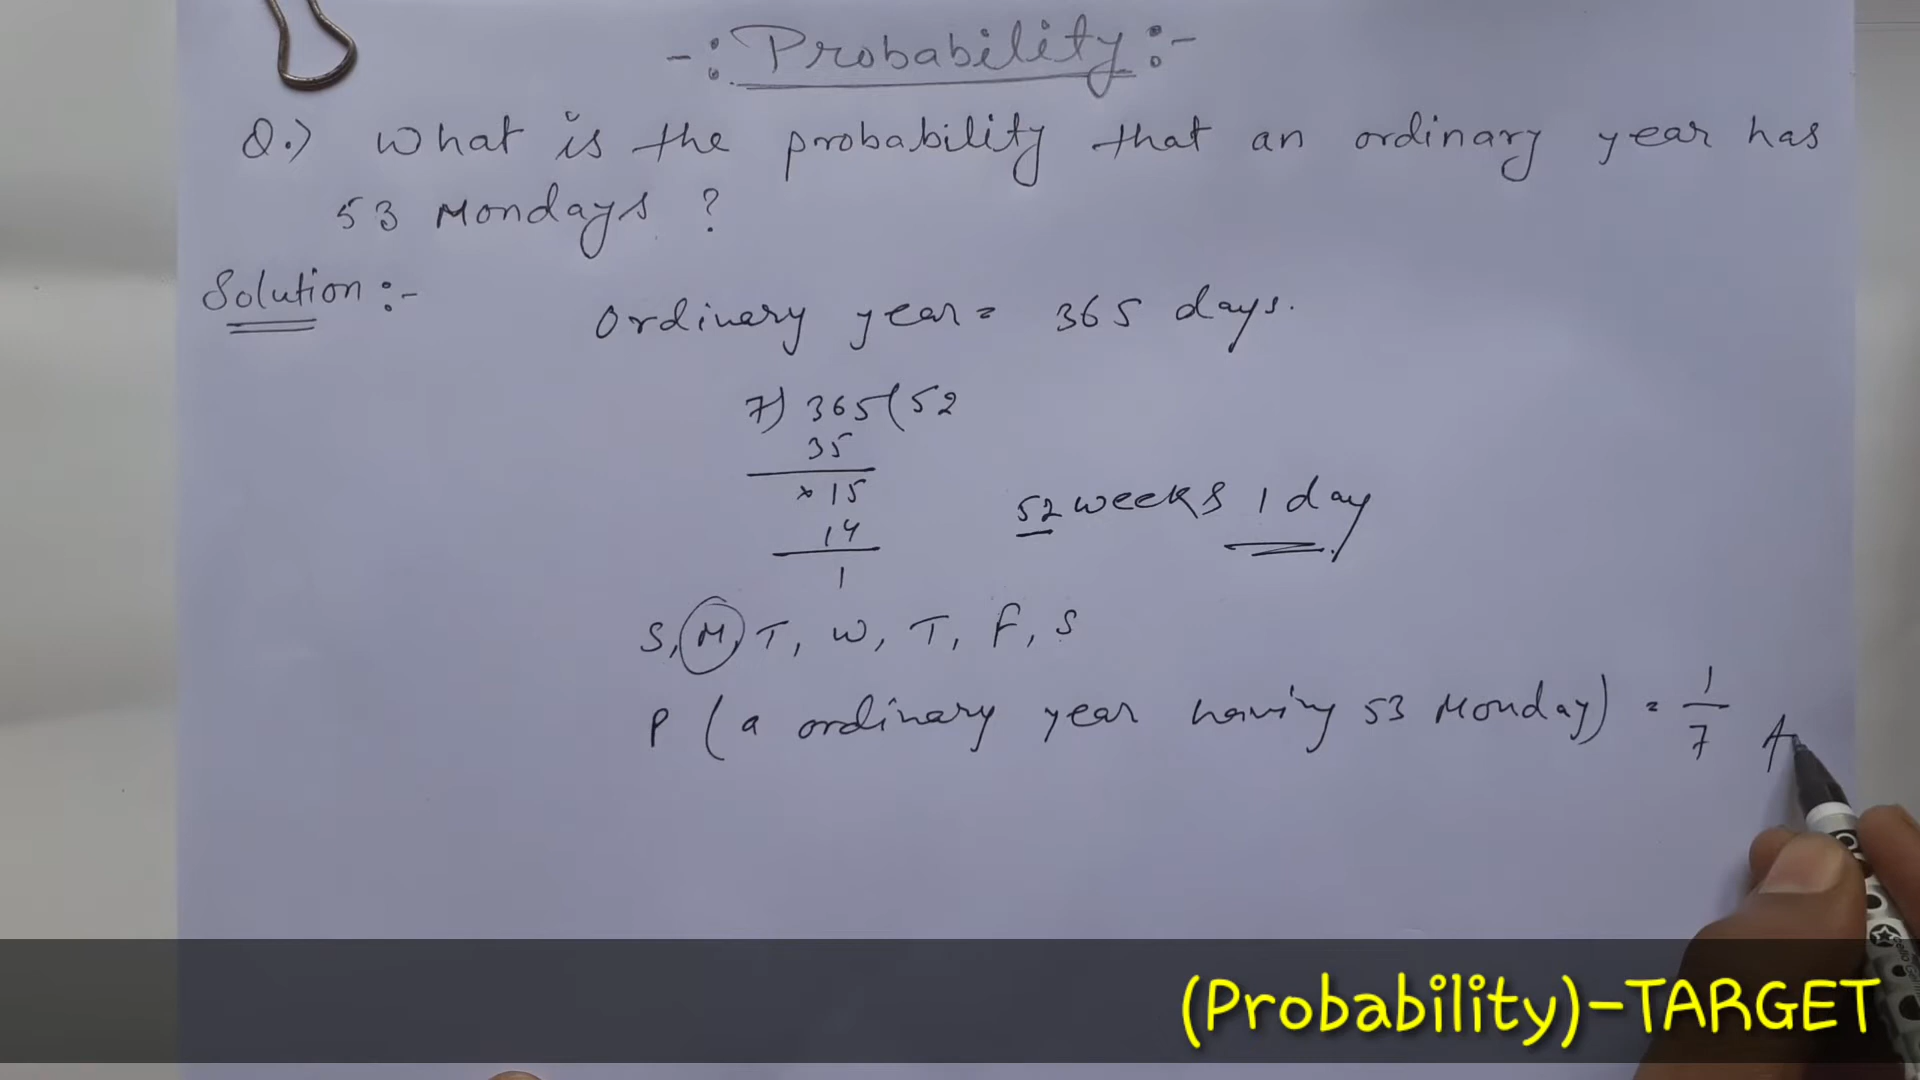 -: Probability :-
Q.) What is the probability that an ordinary year has
53 Mondays ?
Solution :-
Ordinary year = 365 days.
7) 365 (52
35
× 15
14
1
52 weeks 1 day
S, M, T, W, T, F, S
P (a ordinary year having 53 Monday) = 1/7 A
(Probability)-TARGET